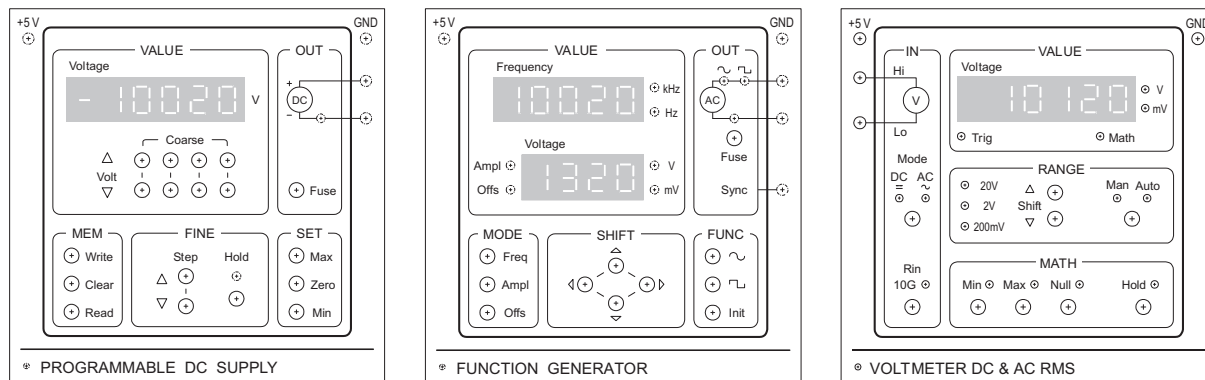 +5 V GND
VALUE OUT
Voltage
+
- 10020 V DC
−
Coarse
Volt
Fuse
MEM FINE SET
Write Step Hold Max
Clear Zero
Read Min
PROGRAMMABLE DC SUPPLY
+5 V GND
VALUE OUT
Frequency
10020 kHz AC
Hz
Voltage Fuse
Ampl 1320 V
Offs mV Sync
MODE SHIFT FUNC
Freq
Ampl
Offs Init
FUNCTION GENERATOR
+5 V GND
IN VALUE
Hi Voltage
V 10120 V
mV
Lo Trig Math
Mode RANGE
DC AC 20V Man Auto
2V Shift
200mV
Rin MATH
10G Min Max Null Hold
VOLTMETER DC & AC RMS